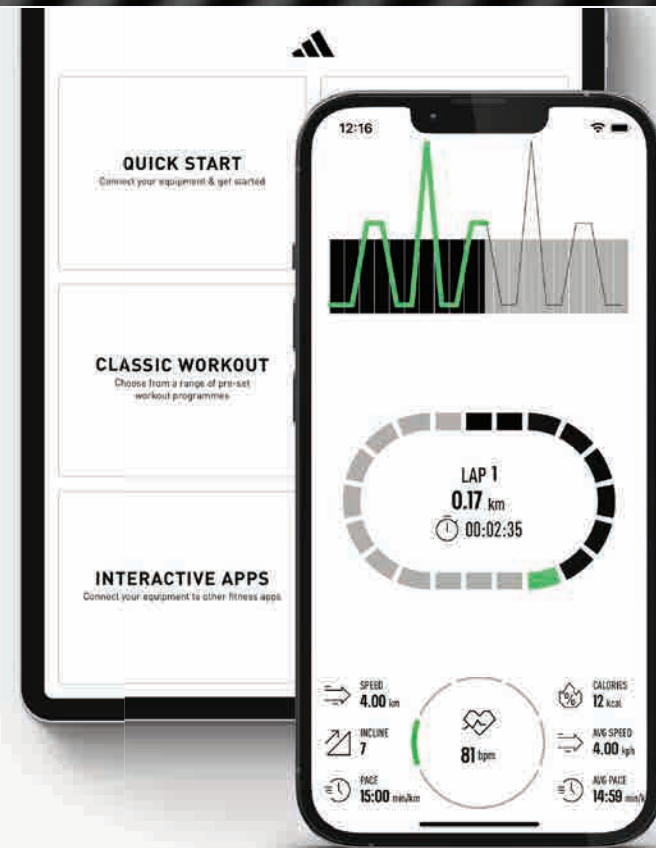 QUICK START
Connect your equipment & get started
CLASSIC WORKOUT
Choose from a range of pre-set
workout programmes
INTERACTIVE APPS
Connect your equipment to other fitness apps
12:16
LAP 1
0.17 km
00:02:35
SPEED
4.00 km
INCLINE
7
PACE
15:00 min/km
81 bpm
CALORIES
12 kcal
AVG SPEED
4.00 kph
AVG PACE
14:59